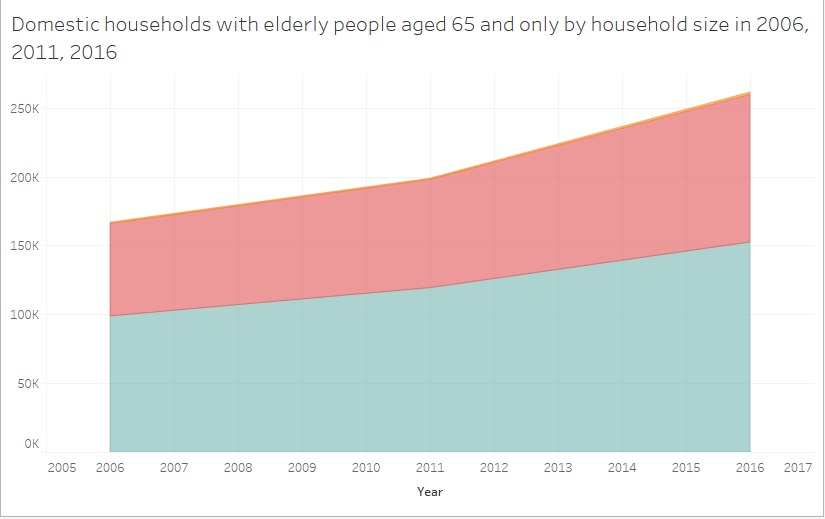 Domestic households with elderly people aged 65 and only by household size in 2006,
2011, 2016
250K
200K
150K
100K
50K
0K
2005 2006 2007 2008 2009 2010 2011 2012 2013 2014 2015 2016 2017
Year